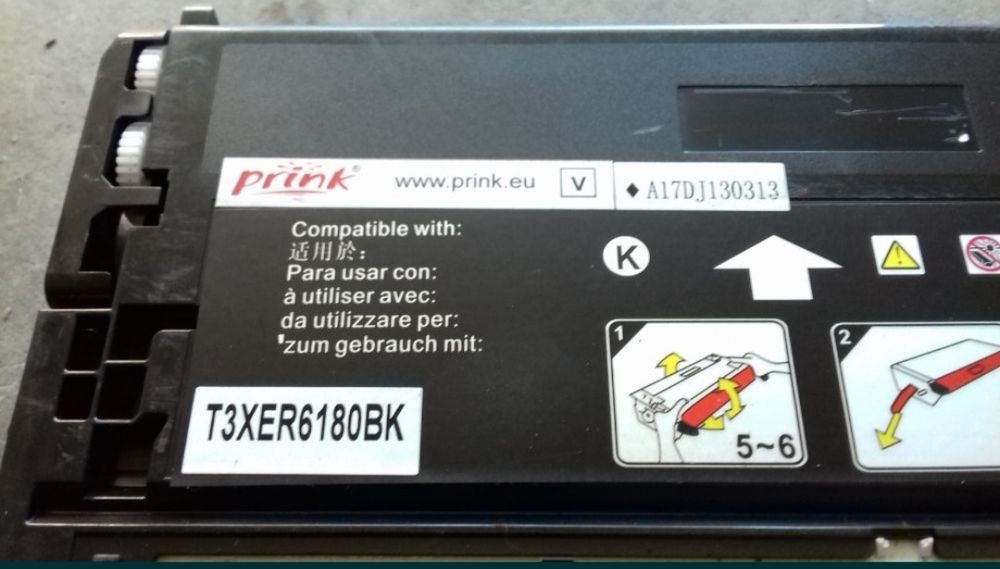 prink® www.prink.eu V ♦ A17DJ130313
Compatible with:
适用於：
Para usar con:
à utiliser avec:
da utilizzare per:
'zum gebrauch mit:
K
T3XER6180BK
1
5~6
2